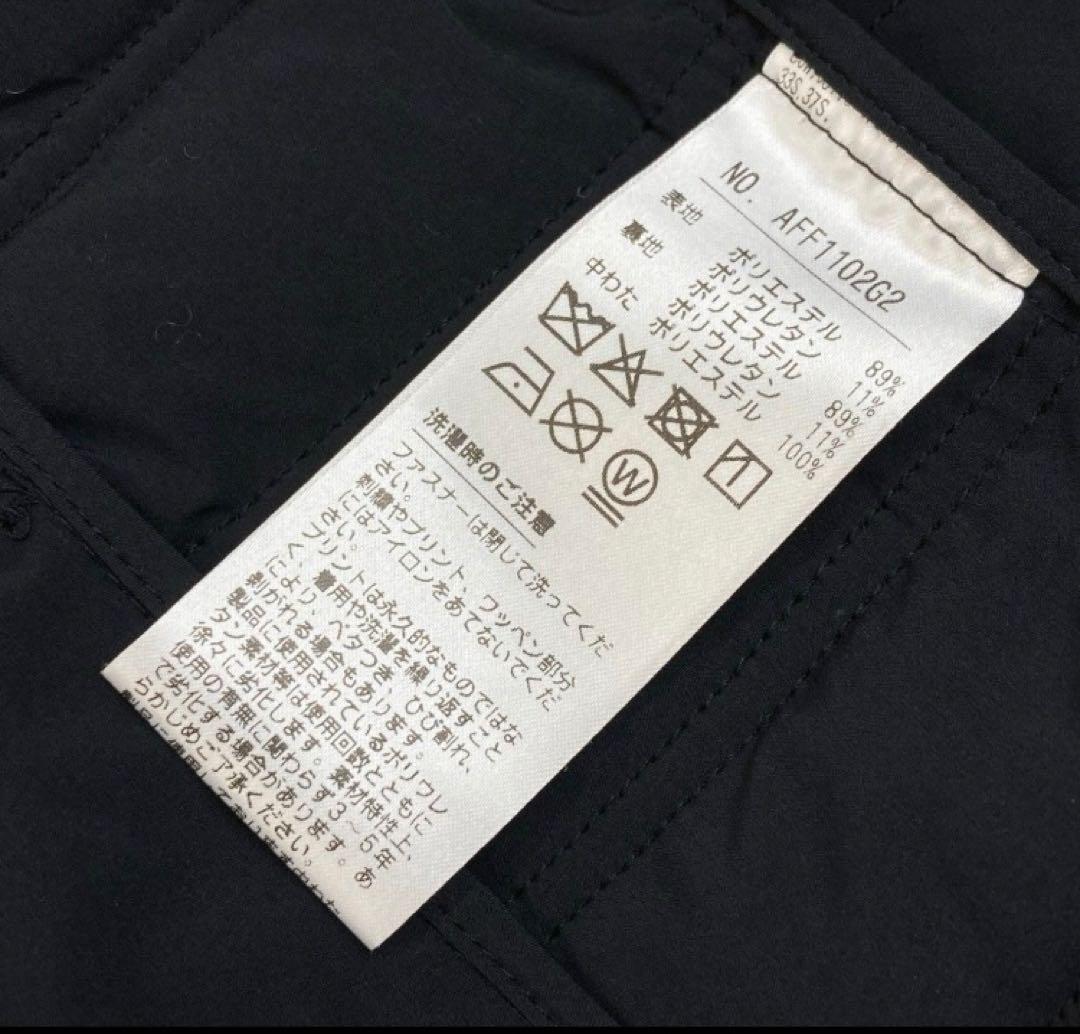 33S.37S.
NO. AFF1102G2
表地 ポリエステル 89%
ポリウレタン 11%
裏地 ポリエステル 89%
ポリウレタン 11%
中わた ポリエステル 100%
W
洗濯時のご注意
ファスナーは閉じて洗ってくだ
さい。
刺繍やプリント、ワッペン部分
にはアイロンをあてないでくだ
さい。
プリントは永久的なものではな
く、着用や洗濯を繰り返すこと
により、ベタつき、ひび割れ、
剥がれる場合もあります。
製品に使用されているポリウレ
タン素材等は使用回数とともに
徐々に劣化します。素材特性上、
使用の有無に関わらず3～5年
で劣化する場合があります。あ
らかじめご了承ください。